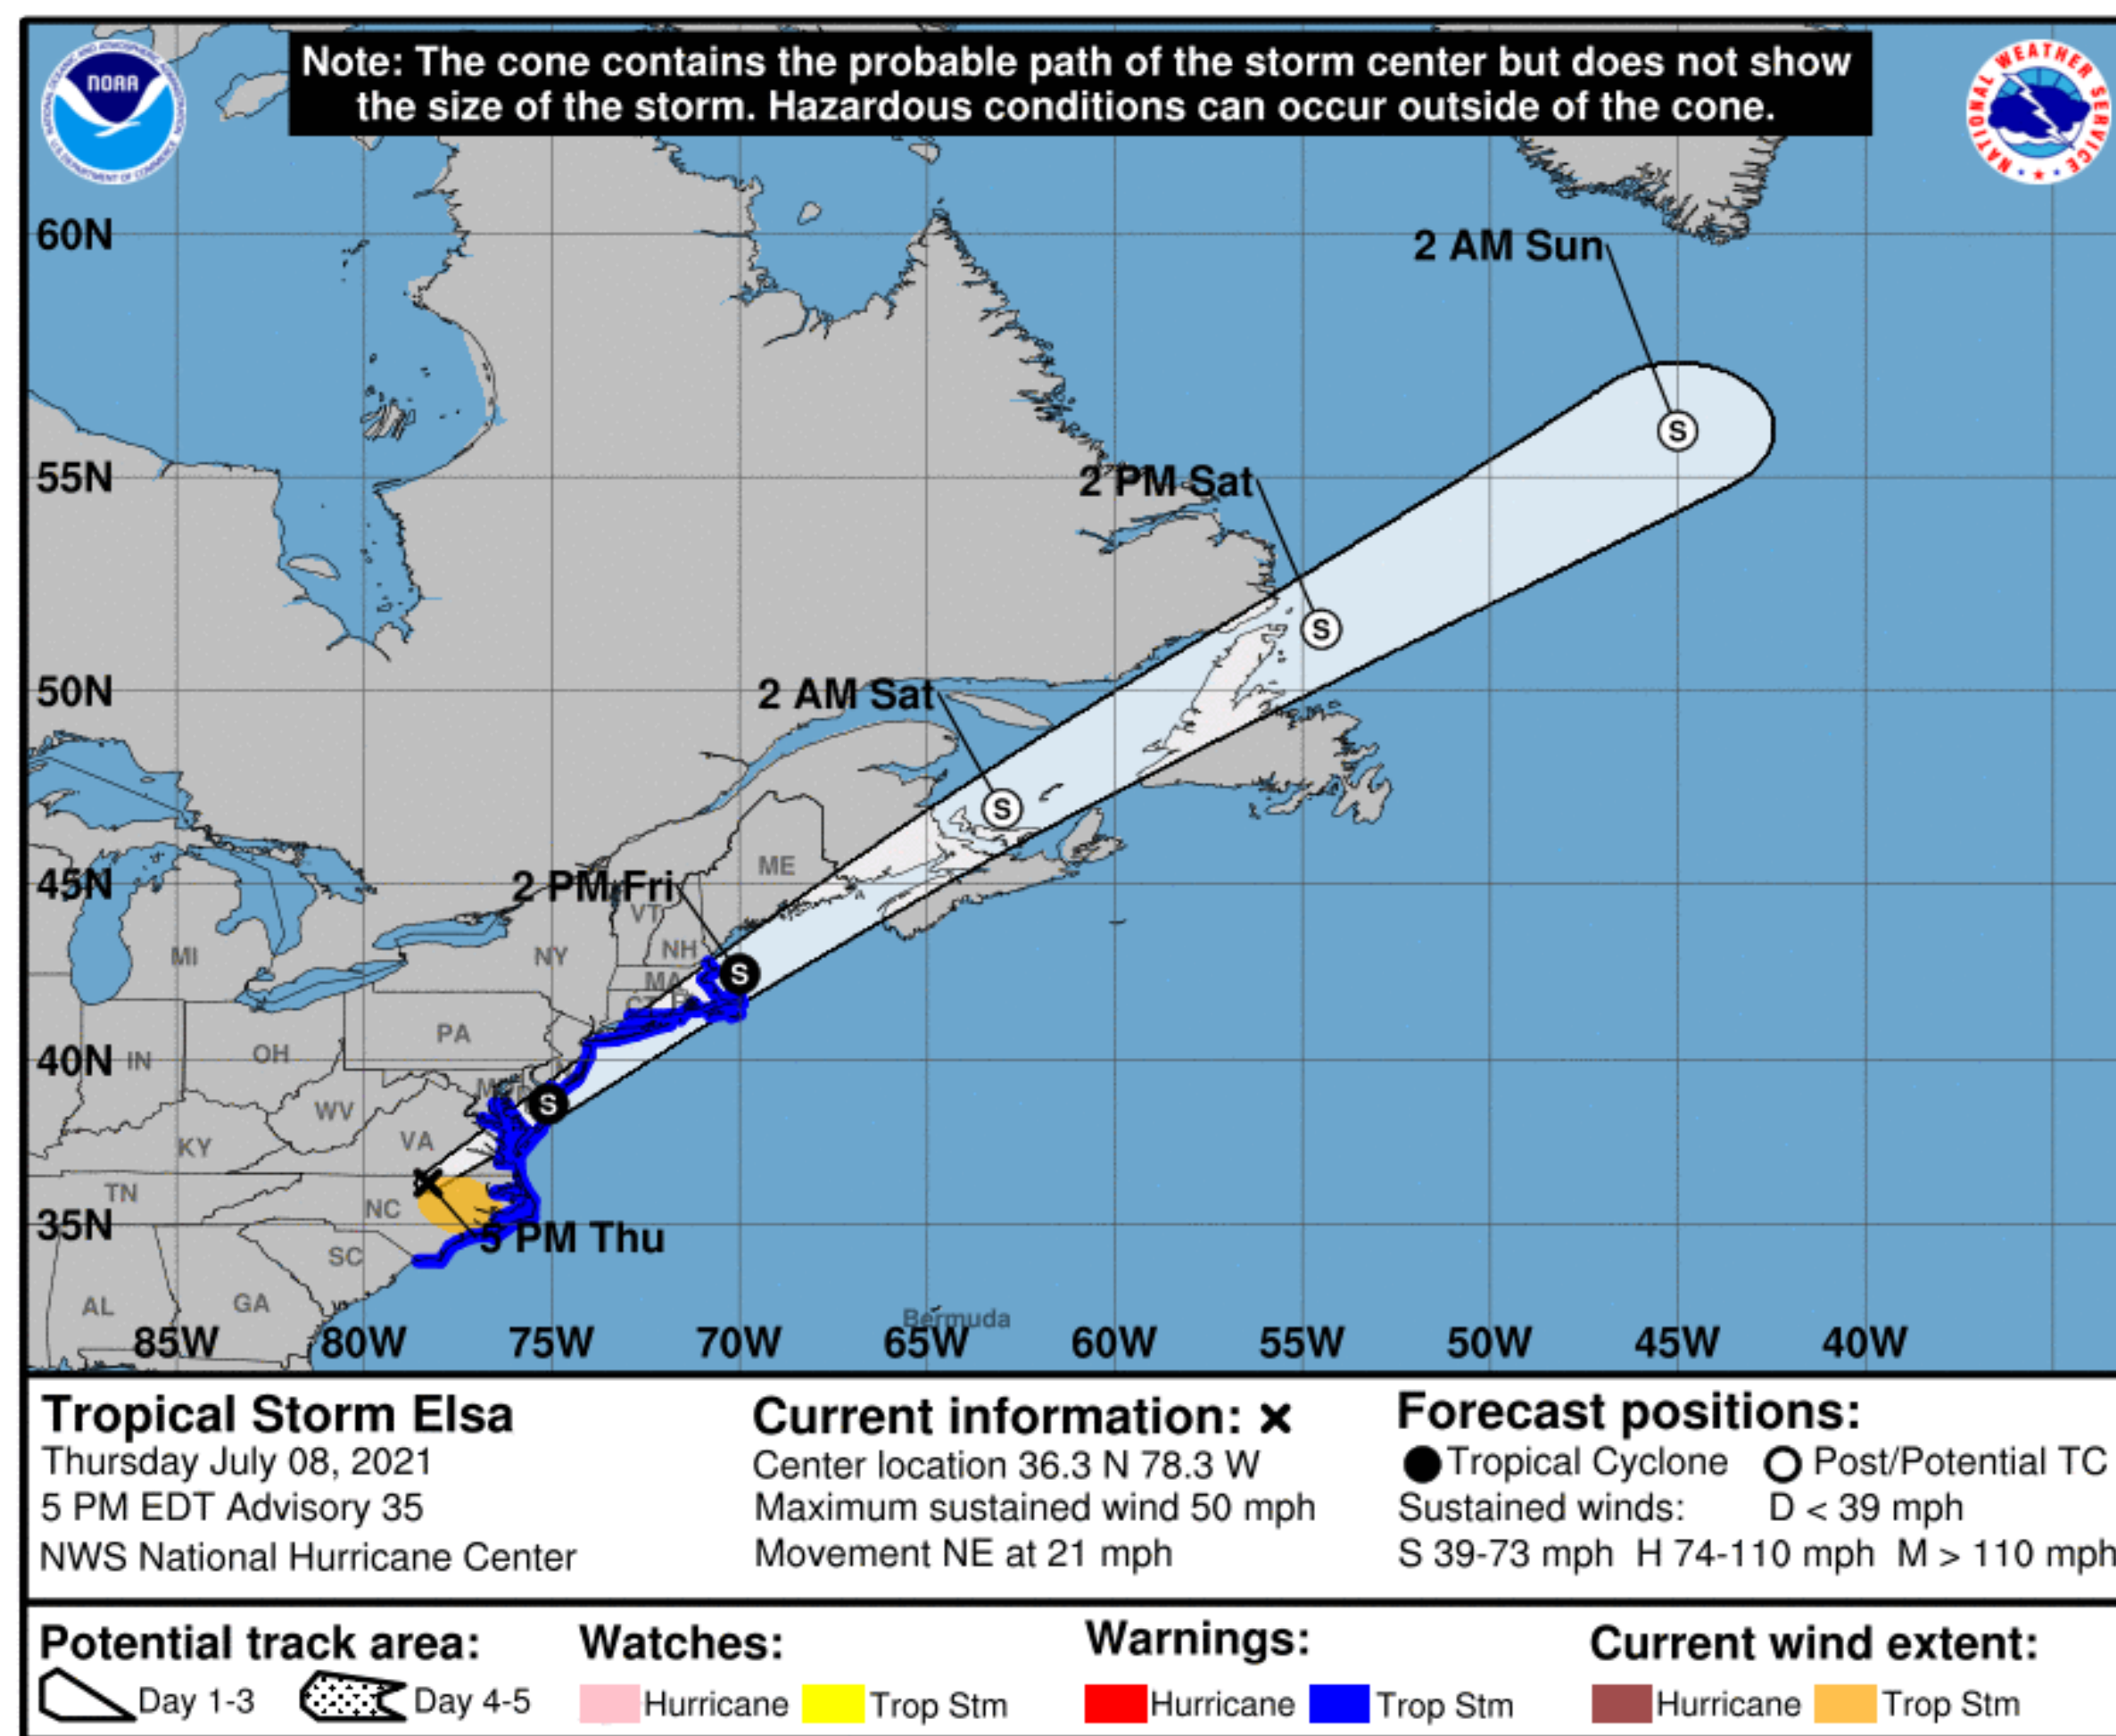 Note: The cone contains the probable path of the storm center but does not show
the size of the storm. Hazardous conditions can occur outside of the cone.
NOAA
NATIONAL WEATHER SERVICE
60N
2 AM Sun
S
55N
2 PM Sat
S
50N
2 AM Sat
S
45N
2 PM Fri
ME
VT
NH
MI
NY
S
MA
CT
PA
40N
IN
OH
S
WV
VA
KY
TN
NC
35N
5 PM Thu
SC
AL
GA
Bermuda
85W
80W
75W
70W
65W
60W
55W
50W
45W
40W
Tropical Storm Elsa
Thursday July 08, 2021
5 PM EDT Advisory 35
NWS National Hurricane Center
Current information: ×
Center location 36.3 N 78.3 W
Maximum sustained wind 50 mph
Movement NE at 21 mph
Forecast positions:
Tropical Cyclone Post/Potential TC
Sustained winds: D < 39 mph
S 39-73 mph H 74-110 mph M > 110 mph
Potential track area:
Day 1-3 Day 4-5
Watches:
Hurricane Trop Stm
Warnings:
Hurricane Trop Stm
Current wind extent:
Hurricane Trop Stm